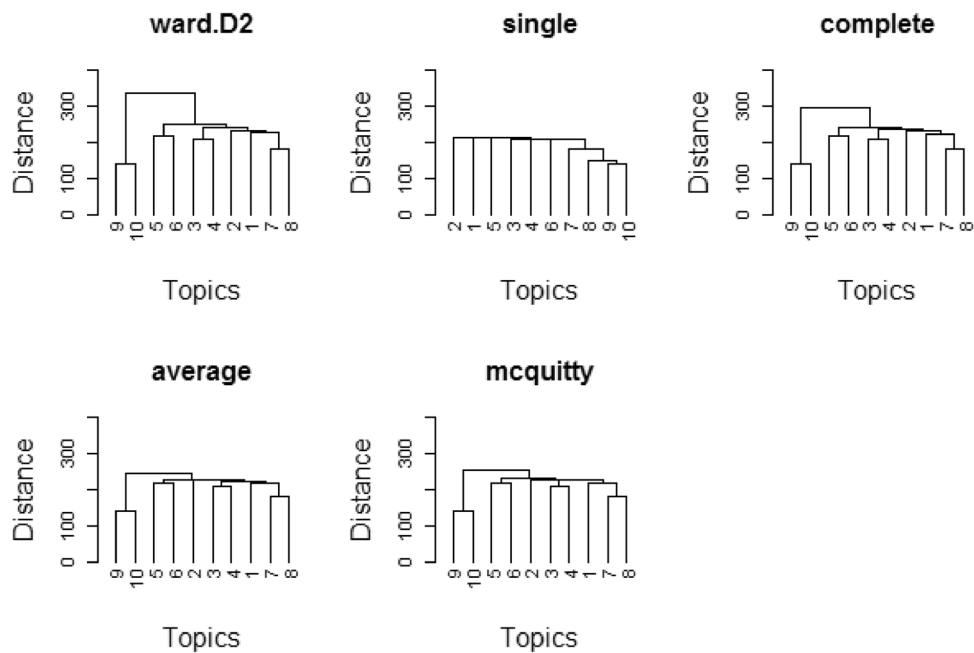 ward.D2
Distance
0 100 300
9 10 5 6 3 4 2 1 7 8
Topics
single
Distance
0 100 300
2 1 5 3 4 6 7 8 9 10
Topics
complete
Distance
0 100 300
9 10 5 6 3 4 2 1 7 8
Topics
average
Distance
0 100 300
9 10 5 6 2 3 4 1 7 8
Topics
mcquitty
Distance
0 100 300
9 10 5 6 2 3 4 1 7 8
Topics